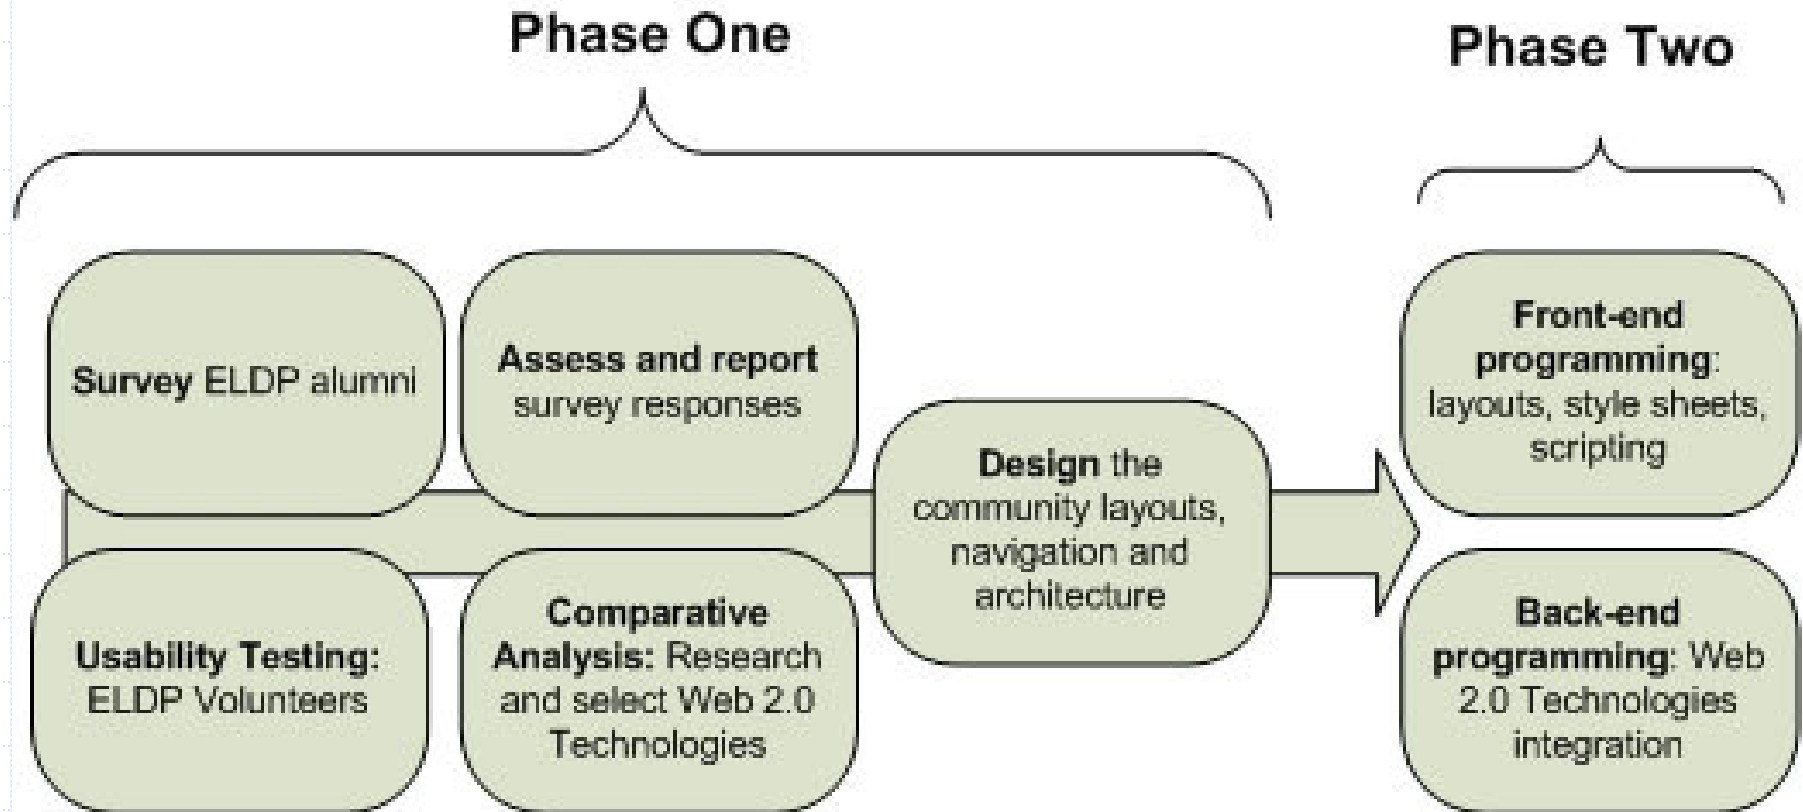 Phase One
Phase Two
Survey ELDP alumni
Assess and report
survey responses
Design the
community layouts,
navigation and
architecture
Usability Testing:
ELDP Volunteers
Comparative
Analysis: Research
and select Web 2.0
Technologies
Front-end
programming:
layouts, style sheets,
scripting
Back-end
programming: Web
2.0 Technologies
integration